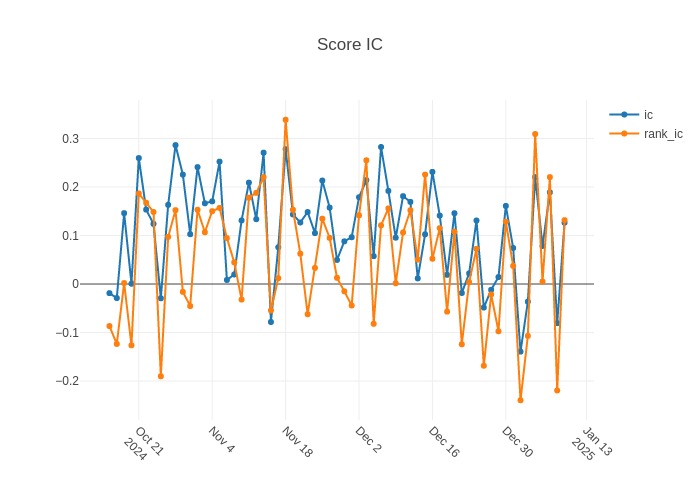 Score IC
ic
rank_ic
0.3
0.2
0.1
0
−0.1
−0.2
Oct 21
2024
Nov 4
Nov 18
Dec 2
Dec 16
Dec 30
Jan 13
2025